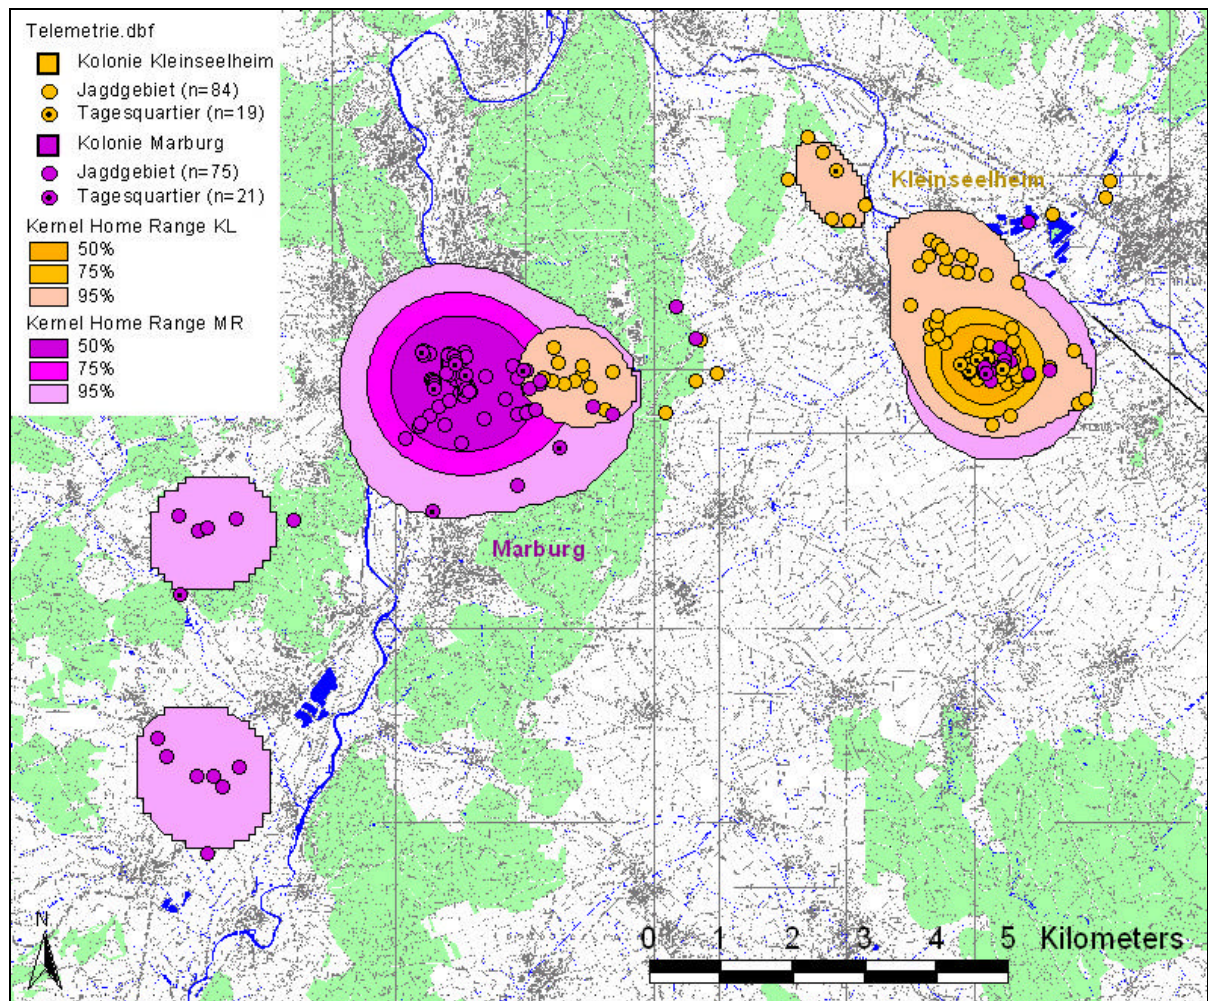 Telemetrie.dbf
Kolonie Kleinseelheim
Jagdgebiet (n=84)
Tagesquartier (n=19)
Kolonie Marburg
Jagdgebiet (n=75)
Tagesquartier (n=21)
Kernel Home Range KL
50%
75%
95%
Kernel Home Range MR
50%
75%
95%
Kleinseelheim
Marburg
N
0 1 2 3 4 5 Kilometers